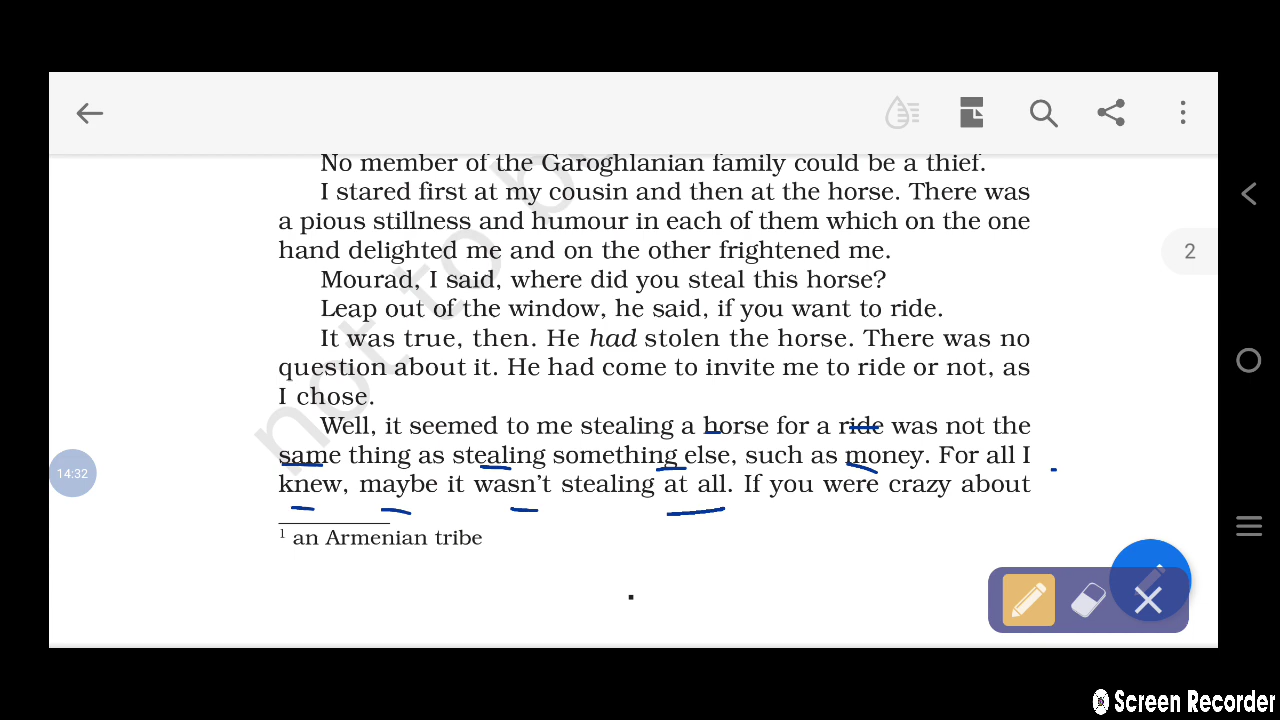 No member of the Garoghlanian family could be a thief.
I stared first at my cousin and then at the horse. There was
a pious stillness and humour in each of them which on the one
hand delighted me and on the other frightened me.
2
Mourad, I said, where did you steal this horse?
Leap out of the window, he said, if you want to ride.
It was true, then. He had stolen the horse. There was no
question about it. He had come to invite me to ride or not, as
I chose.
Well, it seemed to me stealing a horse for a ride was not the
same thing as stealing something else, such as money. For all I
14:32
knew, maybe it wasn't stealing at all. If you were crazy about
1 an Armenian tribe
not to b
Screen Recorder